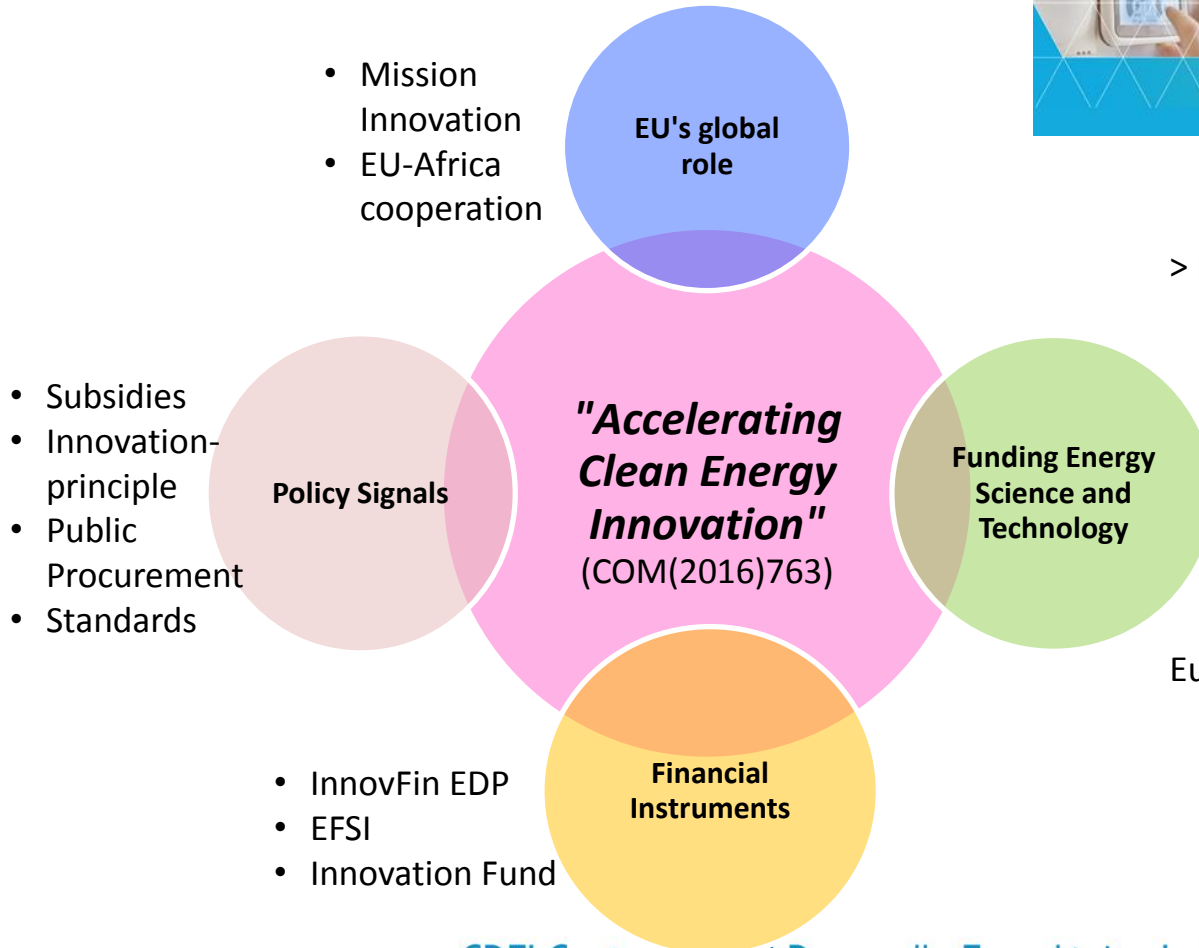 • Mission
Innovation
• EU-Africa
cooperation
EU's global
role
>
• Subsidies
• Innovation-
principle
• Public
Procurement
• Standards
Policy Signals
"Accelerating
Clean Energy
Innovation"
(COM(2016)763)
Funding Energy
Science and
Technology
Eu
• InnovFin EDP
• EFSI
• Innovation Fund
Financial
Instruments